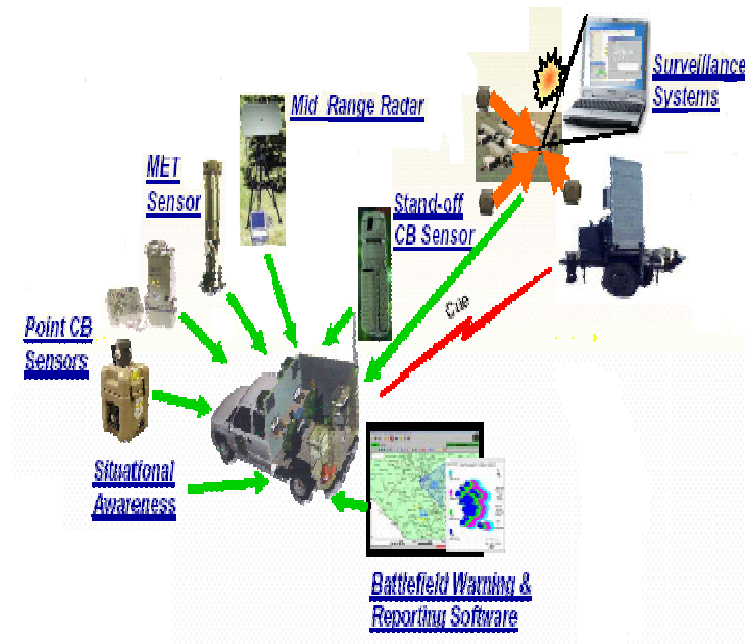 Surveillance
Systems
Mid Range Radar
MET
Sensor
Stand-off
CB Sensor
Cue
Point CB
Sensors
Situational
Awareness
Battlefield Warning &
Reporting Software